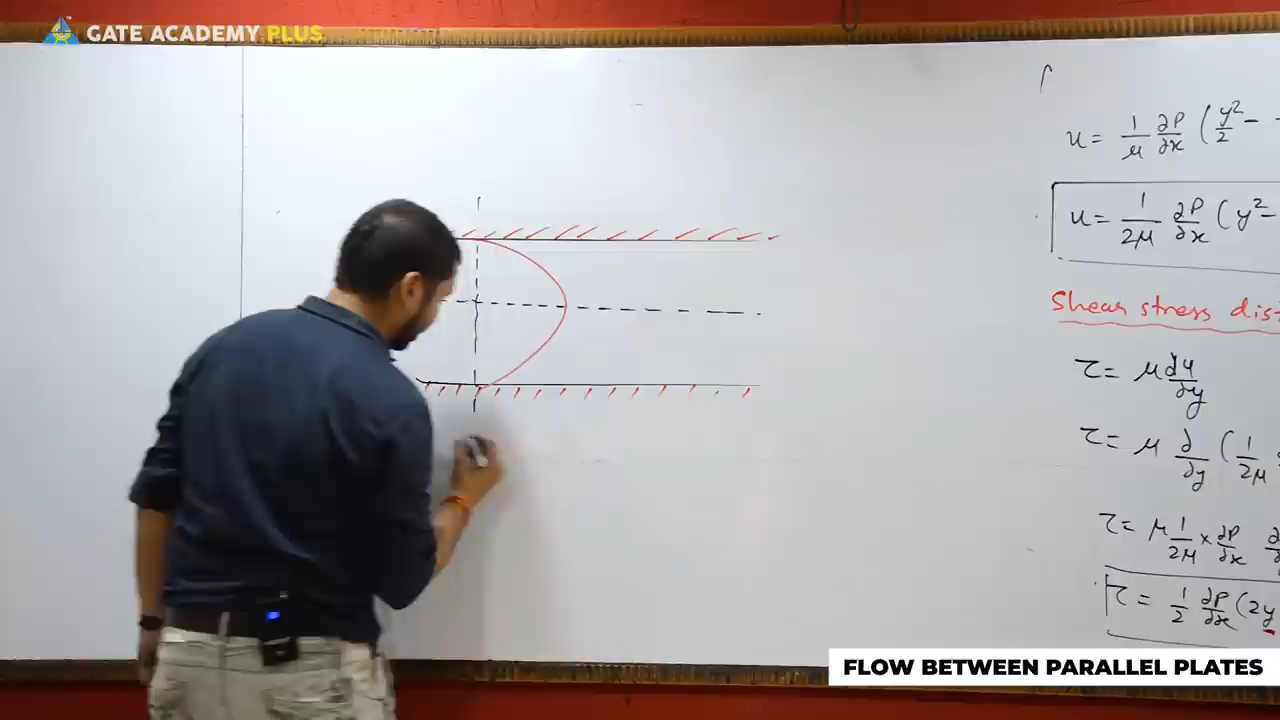 GATE ACADEMY PLUS
u = 1/μ ∂P/∂x ( y²/2 -
u = 1/2μ ∂P/∂x ( y² -
Shear stress dis
τ = μ du/∂y
τ = μ ∂/∂y ( 1/2μ
τ = μ 1/2μ × ∂P/∂x
τ = 1/2 ∂P/∂x (2y
FLOW BETWEEN PARALLEL PLATES